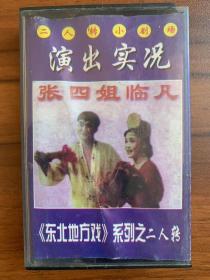 二人转小剧场
演出实况
张四姐临凡
《东北地方戏》系列之二人转